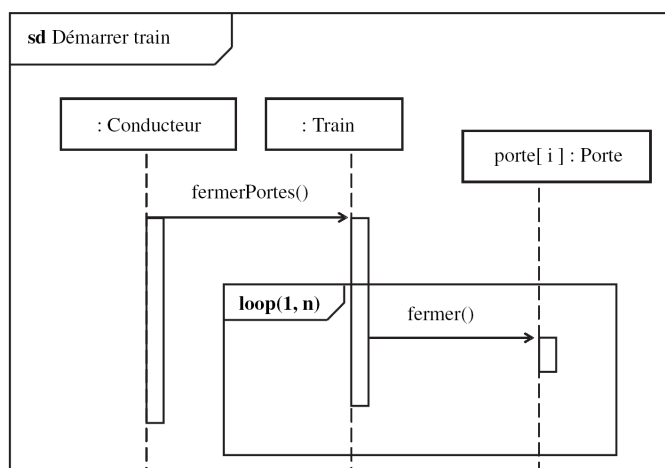 sd Démarrer train
: Conducteur
: Train
porte[ i ] : Porte
fermerPortes()
loop(1, n)
fermer()